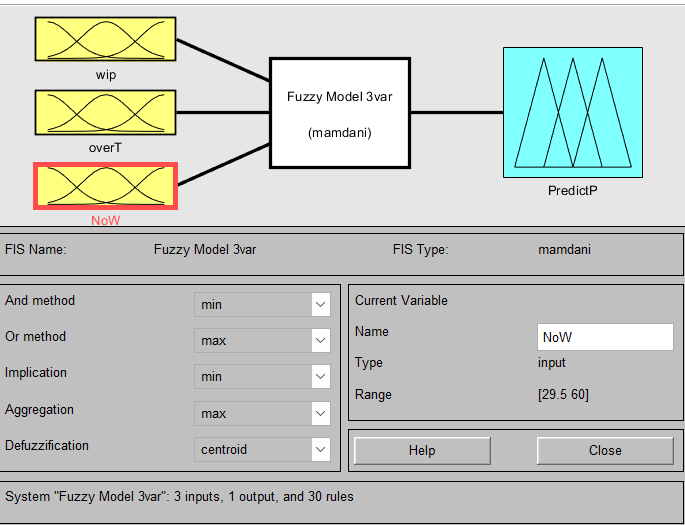 wip
Fuzzy Model 3var
(mamdani)
overT
NoW
PredictP
FIS Name: Fuzzy Model 3var FIS Type: mamdani
And method min
Or method max
Implication min
Aggregation max
Defuzzification centroid
Current Variable
Name NoW
Type input
Range [29.5 60]
Help Close
System "Fuzzy Model 3var": 3 inputs, 1 output, and 30 rules